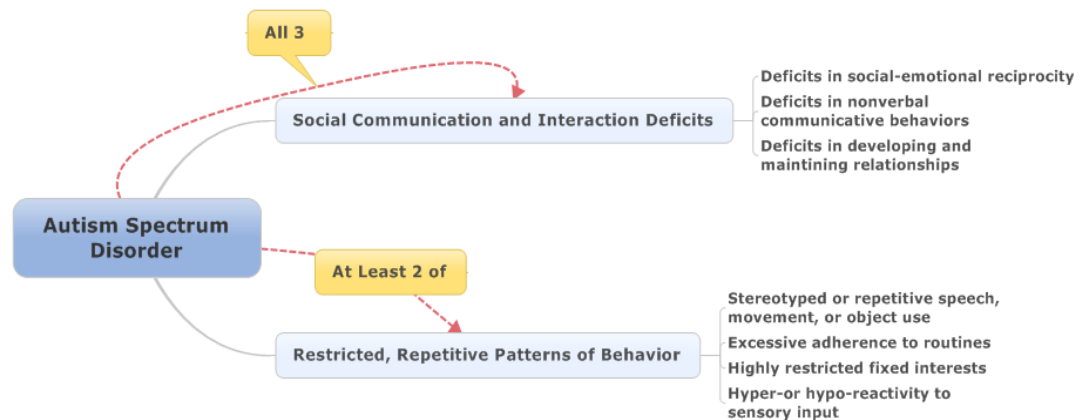 All 3
Social Communication and Interaction Deficits
Deficits in social-emotional reciprocity
Deficits in nonverbal
communicative behaviors
Deficits in developing and
maintining relationships
Autism Spectrum
Disorder
At Least 2 of
Restricted, Repetitive Patterns of Behavior
Stereotyped or repetitive speech,
movement, or object use
Excessive adherence to routines
Highly restricted fixed interests
Hyper-or hypo-reactivity to
sensory input